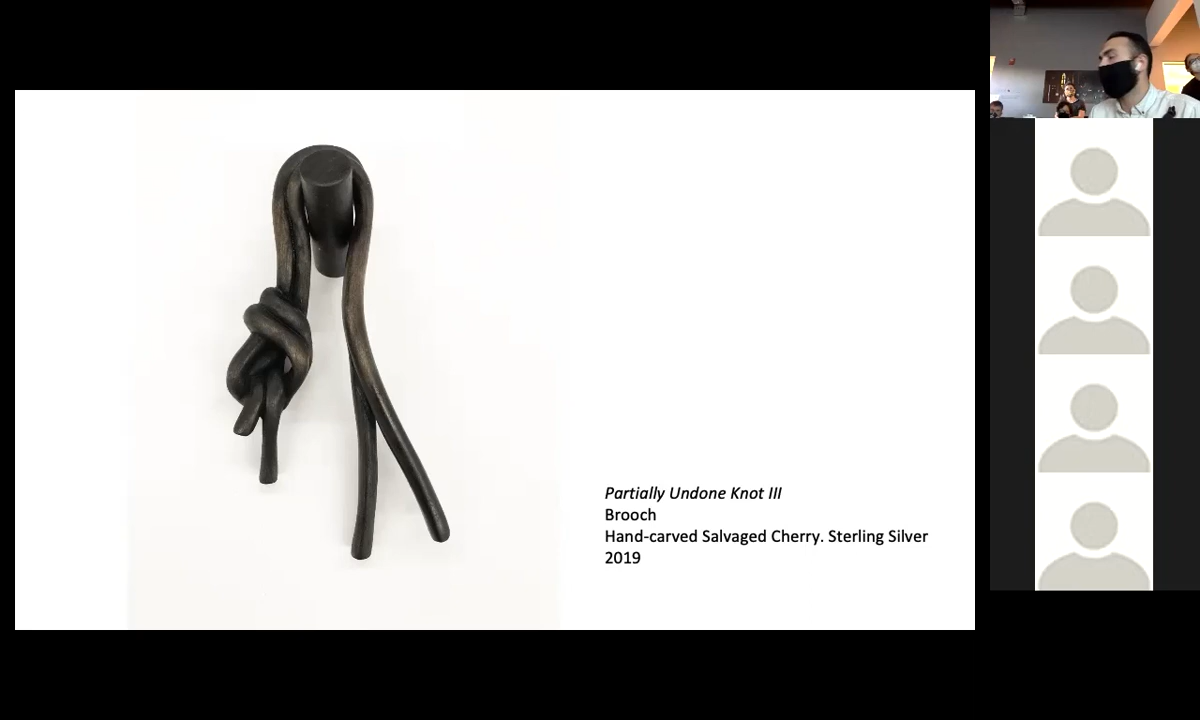 Partially Undone Knot III
Brooch
Hand-carved Salvaged Cherry. Sterling Silver
2019